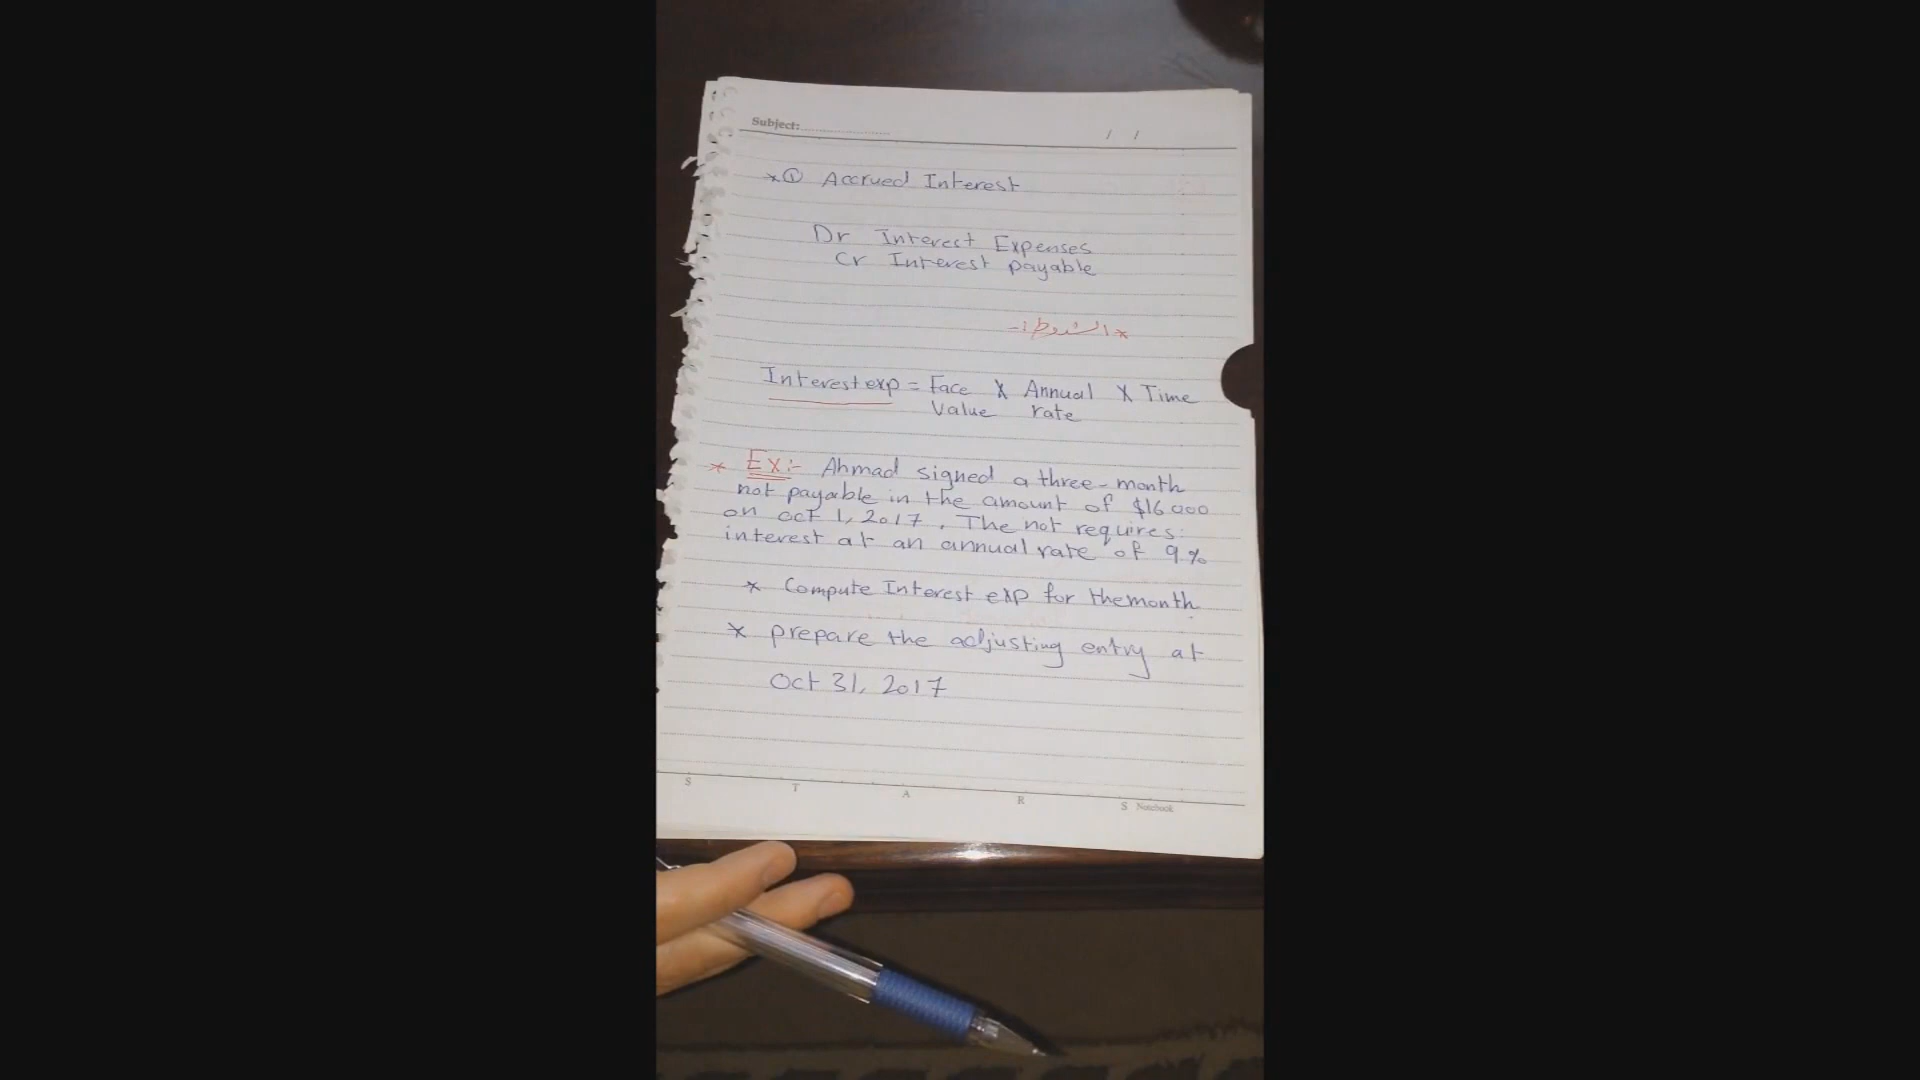 Subject:
/ /
*① Accrued Interest
Dr Interest Expenses
Cr Interest payable
* الشروط :-
Interest exp = Face X Annual X Time
Value rate
* Ex:- Ahmad signed a three-month
not payable in the amount of $16 000
on oct 1, 2017. The not requires
interest at an annual rate of 9%
* Compute Interest exp for the month.
* prepare the adjusting entry at
Oct 31, 2017
S T A R S Notebook